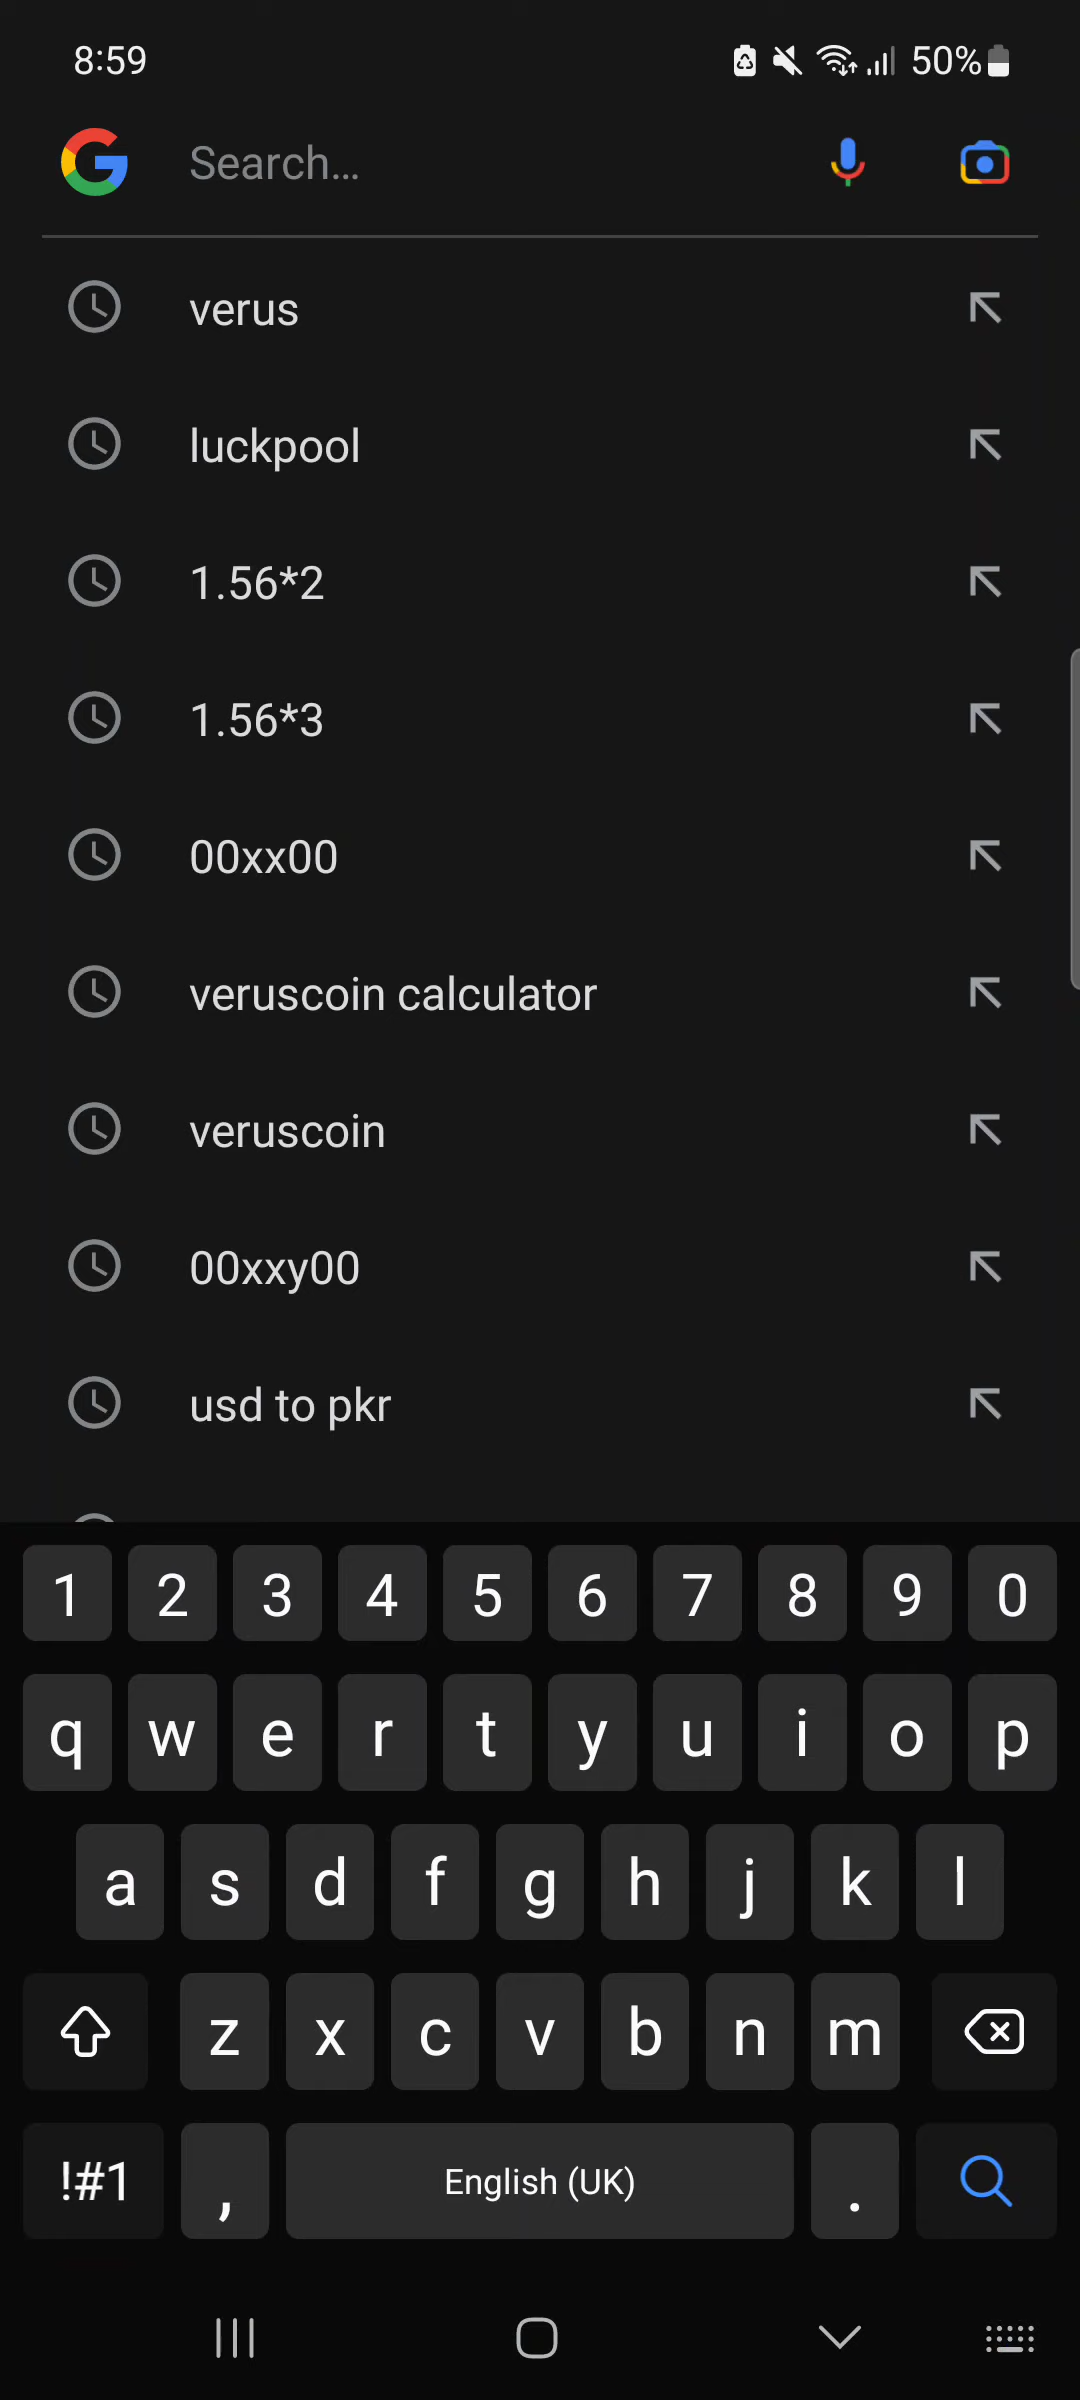 8:59 50%
Search...
verus
luckpool
1.56*2
1.56*3
00xx00
veruscoin calculator
veruscoin
00xxy00
usd to pkr
1 2 3 4 5 6 7 8 9 0
q w e r t y u i o p
a s d f g h j k l
z x c v b n m
!#1 , English (UK) .